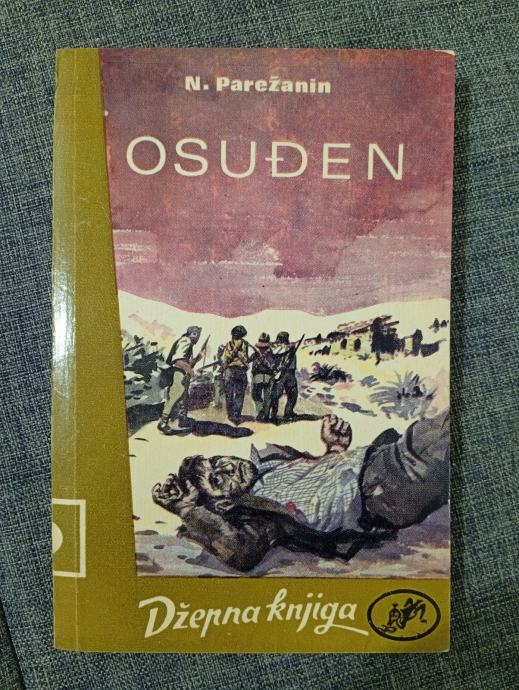 N. Parežanin
OSUĐEN
Džepna knjiga